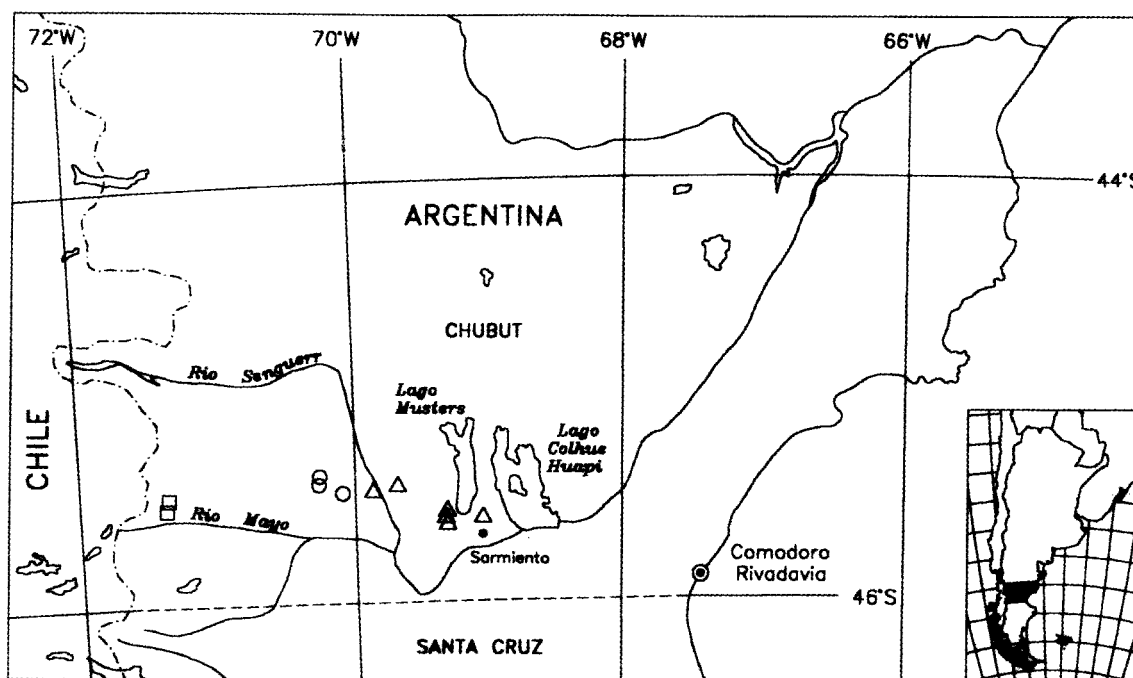 72°W
70°W
68°W
66°W
44°S
ARGENTINA
CHUBUT
Rio Senguerr
Lago
Musters
Lago
Colhue
Huapi
CHILE
Rio Mayo
Sarmiento
Comodoro
Rivadavia
46°S
SANTA CRUZ